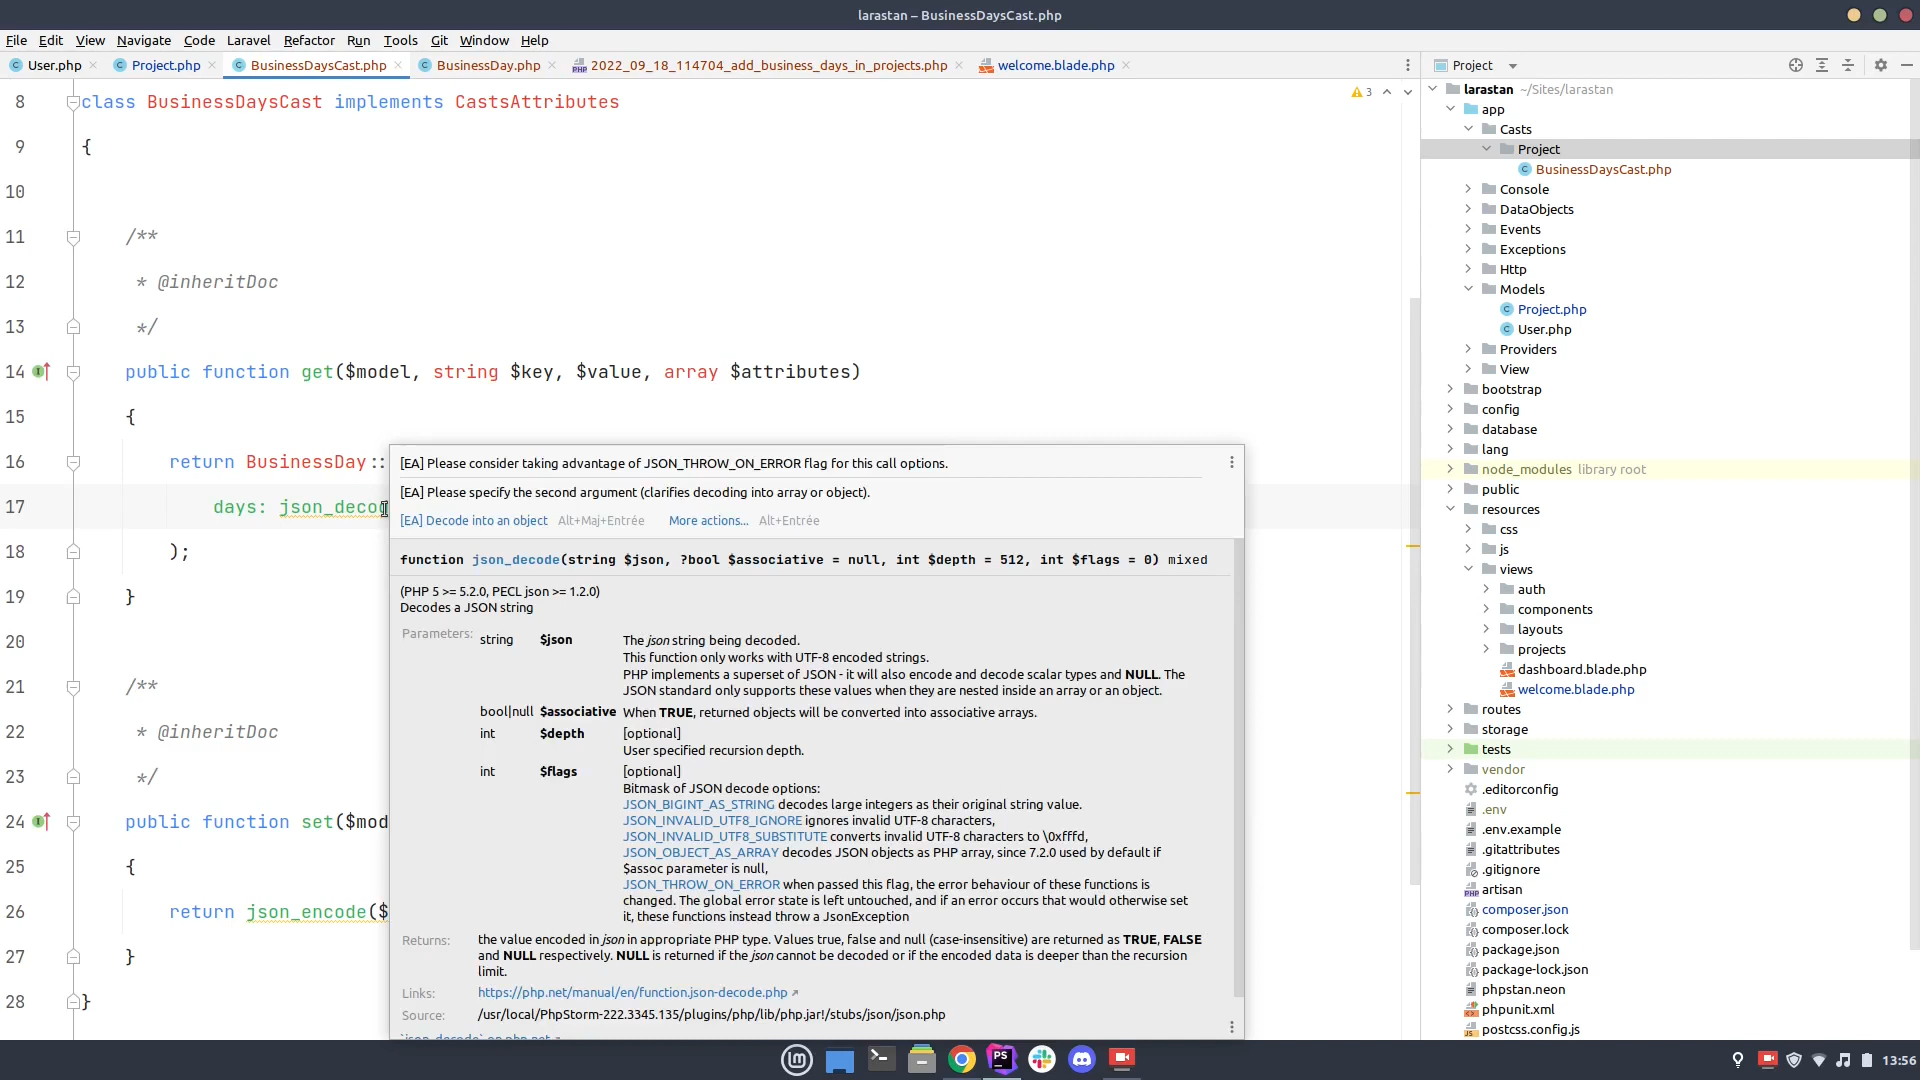 larastan – BusinessDaysCast.php
File Edit View Navigate Code Laravel Refactor Run Tools Git Window Help
User.php Project.php BusinessDaysCast.php BusinessDay.php 2022_09_18_114704_add_business_days_in_projects.php welcome.blade.php
Project
8 class BusinessDaysCast implements CastsAttributes
3
9 {
10
11 /**
12 * @inheritDoc
13 */
14 public function get($model, string $key, $value, array $attributes)
15 {
16 return BusinessDay::
17 days: json_decod
18 );
19 }
20
21 /**
22 * @inheritDoc
23 */
24 public function set($mod
25 {
26 return json_encode($
27 }
28 }
[EA] Please consider taking advantage of JSON_THROW_ON_ERROR flag for this call options.
[EA] Please specify the second argument (clarifies decoding into array or object).
[EA] Decode into an object Alt+Maj+Entrée More actions... Alt+Entrée
function json_decode(string $json, ?bool $associative = null, int $depth = 512, int $flags = 0) mixed
(PHP 5 >= 5.2.0, PECL json >= 1.2.0)
Decodes a JSON string
Parameters: string $json The json string being decoded.
This function only works with UTF-8 encoded strings.
PHP implements a superset of JSON - it will also encode and decode scalar types and NULL. The
JSON standard only supports these values when they are nested inside an array or an object.
bool|null $associative When TRUE, returned objects will be converted into associative arrays.
int $depth [optional]
User specified recursion depth.
int $flags [optional]
Bitmask of JSON decode options:
JSON_BIGINT_AS_STRING decodes large integers as their original string value.
JSON_INVALID_UTF8_IGNORE ignores invalid UTF-8 characters,
JSON_INVALID_UTF8_SUBSTITUTE converts invalid UTF-8 characters to \0xfffd,
JSON_OBJECT_AS_ARRAY decodes JSON objects as PHP array, since 7.2.0 used by default if
$assoc parameter is null,
JSON_THROW_ON_ERROR when passed this flag, the error behaviour of these functions is
changed. The global error state is left untouched, and if an error occurs that would otherwise set
it, these functions instead throw a JsonException
Returns: the value encoded in json in appropriate PHP type. Values true, false and null (case-insensitive) are returned as TRUE, FALSE
and NULL respectively. NULL is returned if the json cannot be decoded or if the encoded data is deeper than the recursion
limit.
Links: https://php.net/manual/en/function.json-decode.php
Source: /usr/local/PhpStorm-222.3345.135/plugins/php/lib/php.jar!/stubs/json/json.php
`json_decode` on php.net
larastan ~/Sites/larastan
app
Casts
Project
BusinessDaysCast.php
Console
DataObjects
Events
Exceptions
Http
Models
Project.php
User.php
Providers
View
bootstrap
config
database
lang
node_modules library root
public
resources
css
js
views
auth
components
layouts
projects
dashboard.blade.php
welcome.blade.php
routes
storage
tests
vendor
.editorconfig
.env
.env.example
.gitattributes
.gitignore
artisan
composer.json
composer.lock
package.json
package-lock.json
phpstan.neon
phpunit.xml
postcss.config.js
PS
13:56